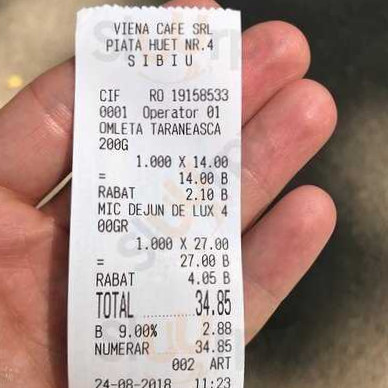 VIENA CAFE SRL
PIATA HUET NR.4
S I B I U
CIF RO 19158533
0001 Operator 01
OMLETA TARANEASCA
200G
1.000 X 14.00
= 14.00 B
RABAT 2.10 B
MIC DEJUN DE LUX 4
00GR
1.000 X 27.00
= 27.00 B
RABAT 4.05 B
TOTAL ..........34.85
B 9.00% 2.88
NUMERAR 34.85
002 ART
24-08-2018 11:23